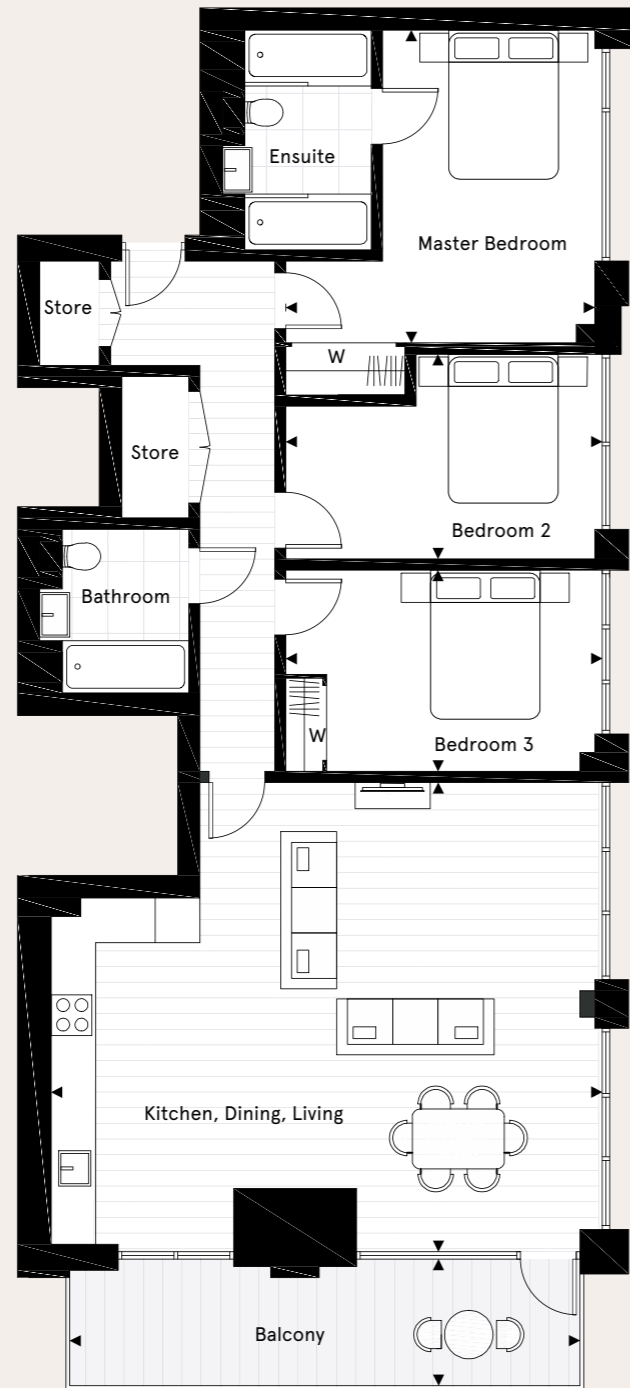 Ensuite
Master Bedroom
Store
W
Store
Bedroom 2
Bathroom
W
Bedroom 3
Kitchen, Dining, Living
Balcony